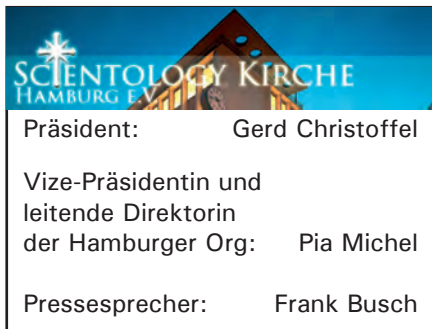 SCIENTOLOGY KIRCHE
HAMBURG E.V.
Präsident: Gerd Christoffel
Vize-Präsidentin und
leitende Direktorin
der Hamburger Org: Pia Michel
Pressesprecher: Frank Busch